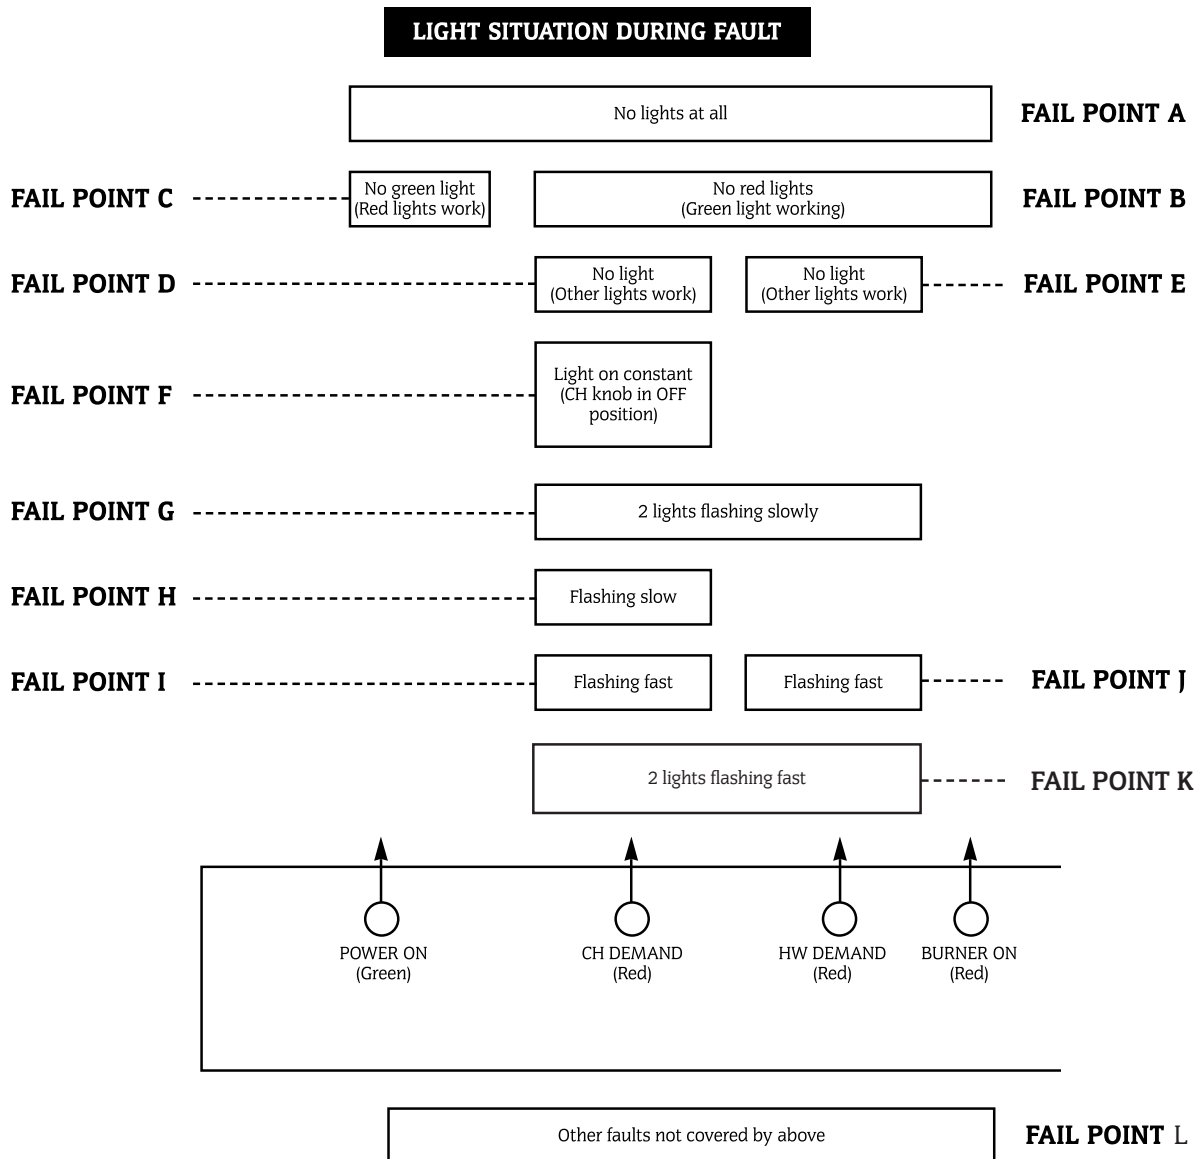 LIGHT SITUATION DURING FAULT
No lights at all
FAIL POINT A
FAIL POINT C
No green light
(Red lights work)
No red lights
(Green light working)
FAIL POINT B
FAIL POINT D
No light
(Other lights work)
No light
(Other lights work)
FAIL POINT E
FAIL POINT F
Light on constant
(CH knob in OFF
position)
FAIL POINT G
2 lights flashing slowly
FAIL POINT H
Flashing slow
FAIL POINT I
Flashing fast
Flashing fast
FAIL POINT J
2 lights flashing fast
FAIL POINT K
POWER ON
(Green)
CH DEMAND
(Red)
HW DEMAND
(Red)
BURNER ON
(Red)
Other faults not covered by above
FAIL POINT L